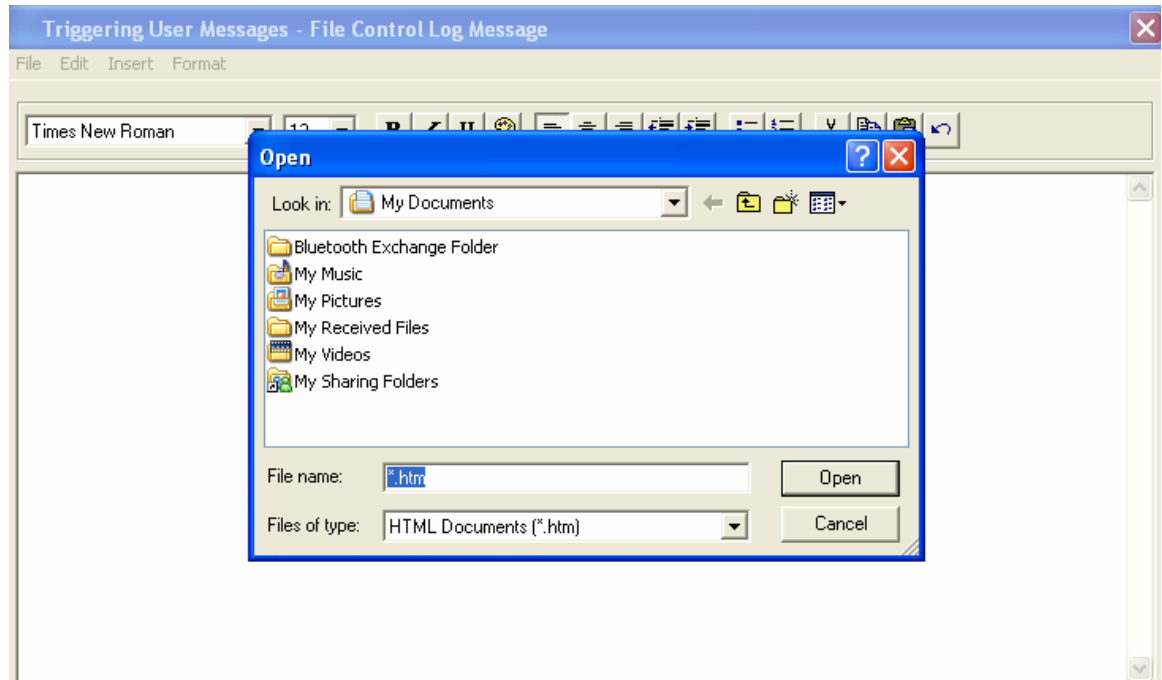 Triggering User Messages - File Control Log Message
File Edit Insert Format
Times New Roman 12 B I U
Open
Look in: My Documents
Bluetooth Exchange Folder
My Music
My Pictures
My Received Files
My Videos
My Sharing Folders
File name: *.htm Open
Files of type: HTML Documents (*.htm) Cancel